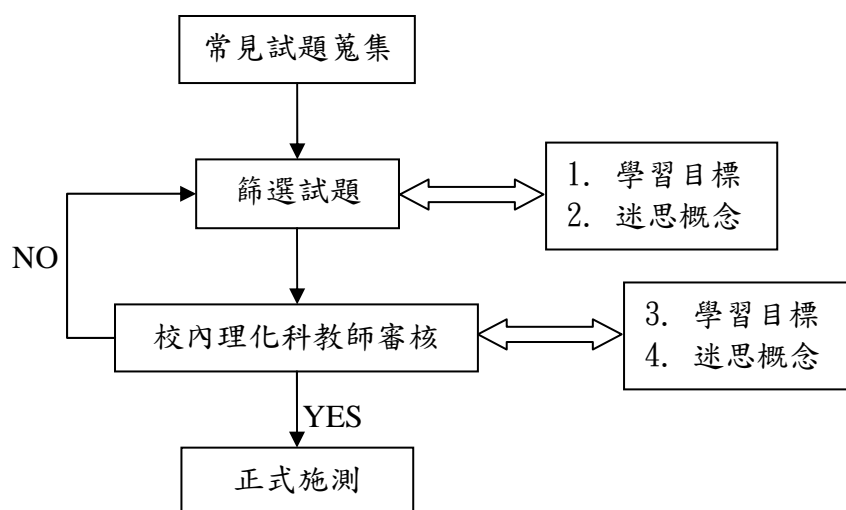 常見試題蒐集
篩選試題
1. 學習目標
2. 迷思概念
NO
校內理化科教師審核
3. 學習目標
4. 迷思概念
YES
正式施測